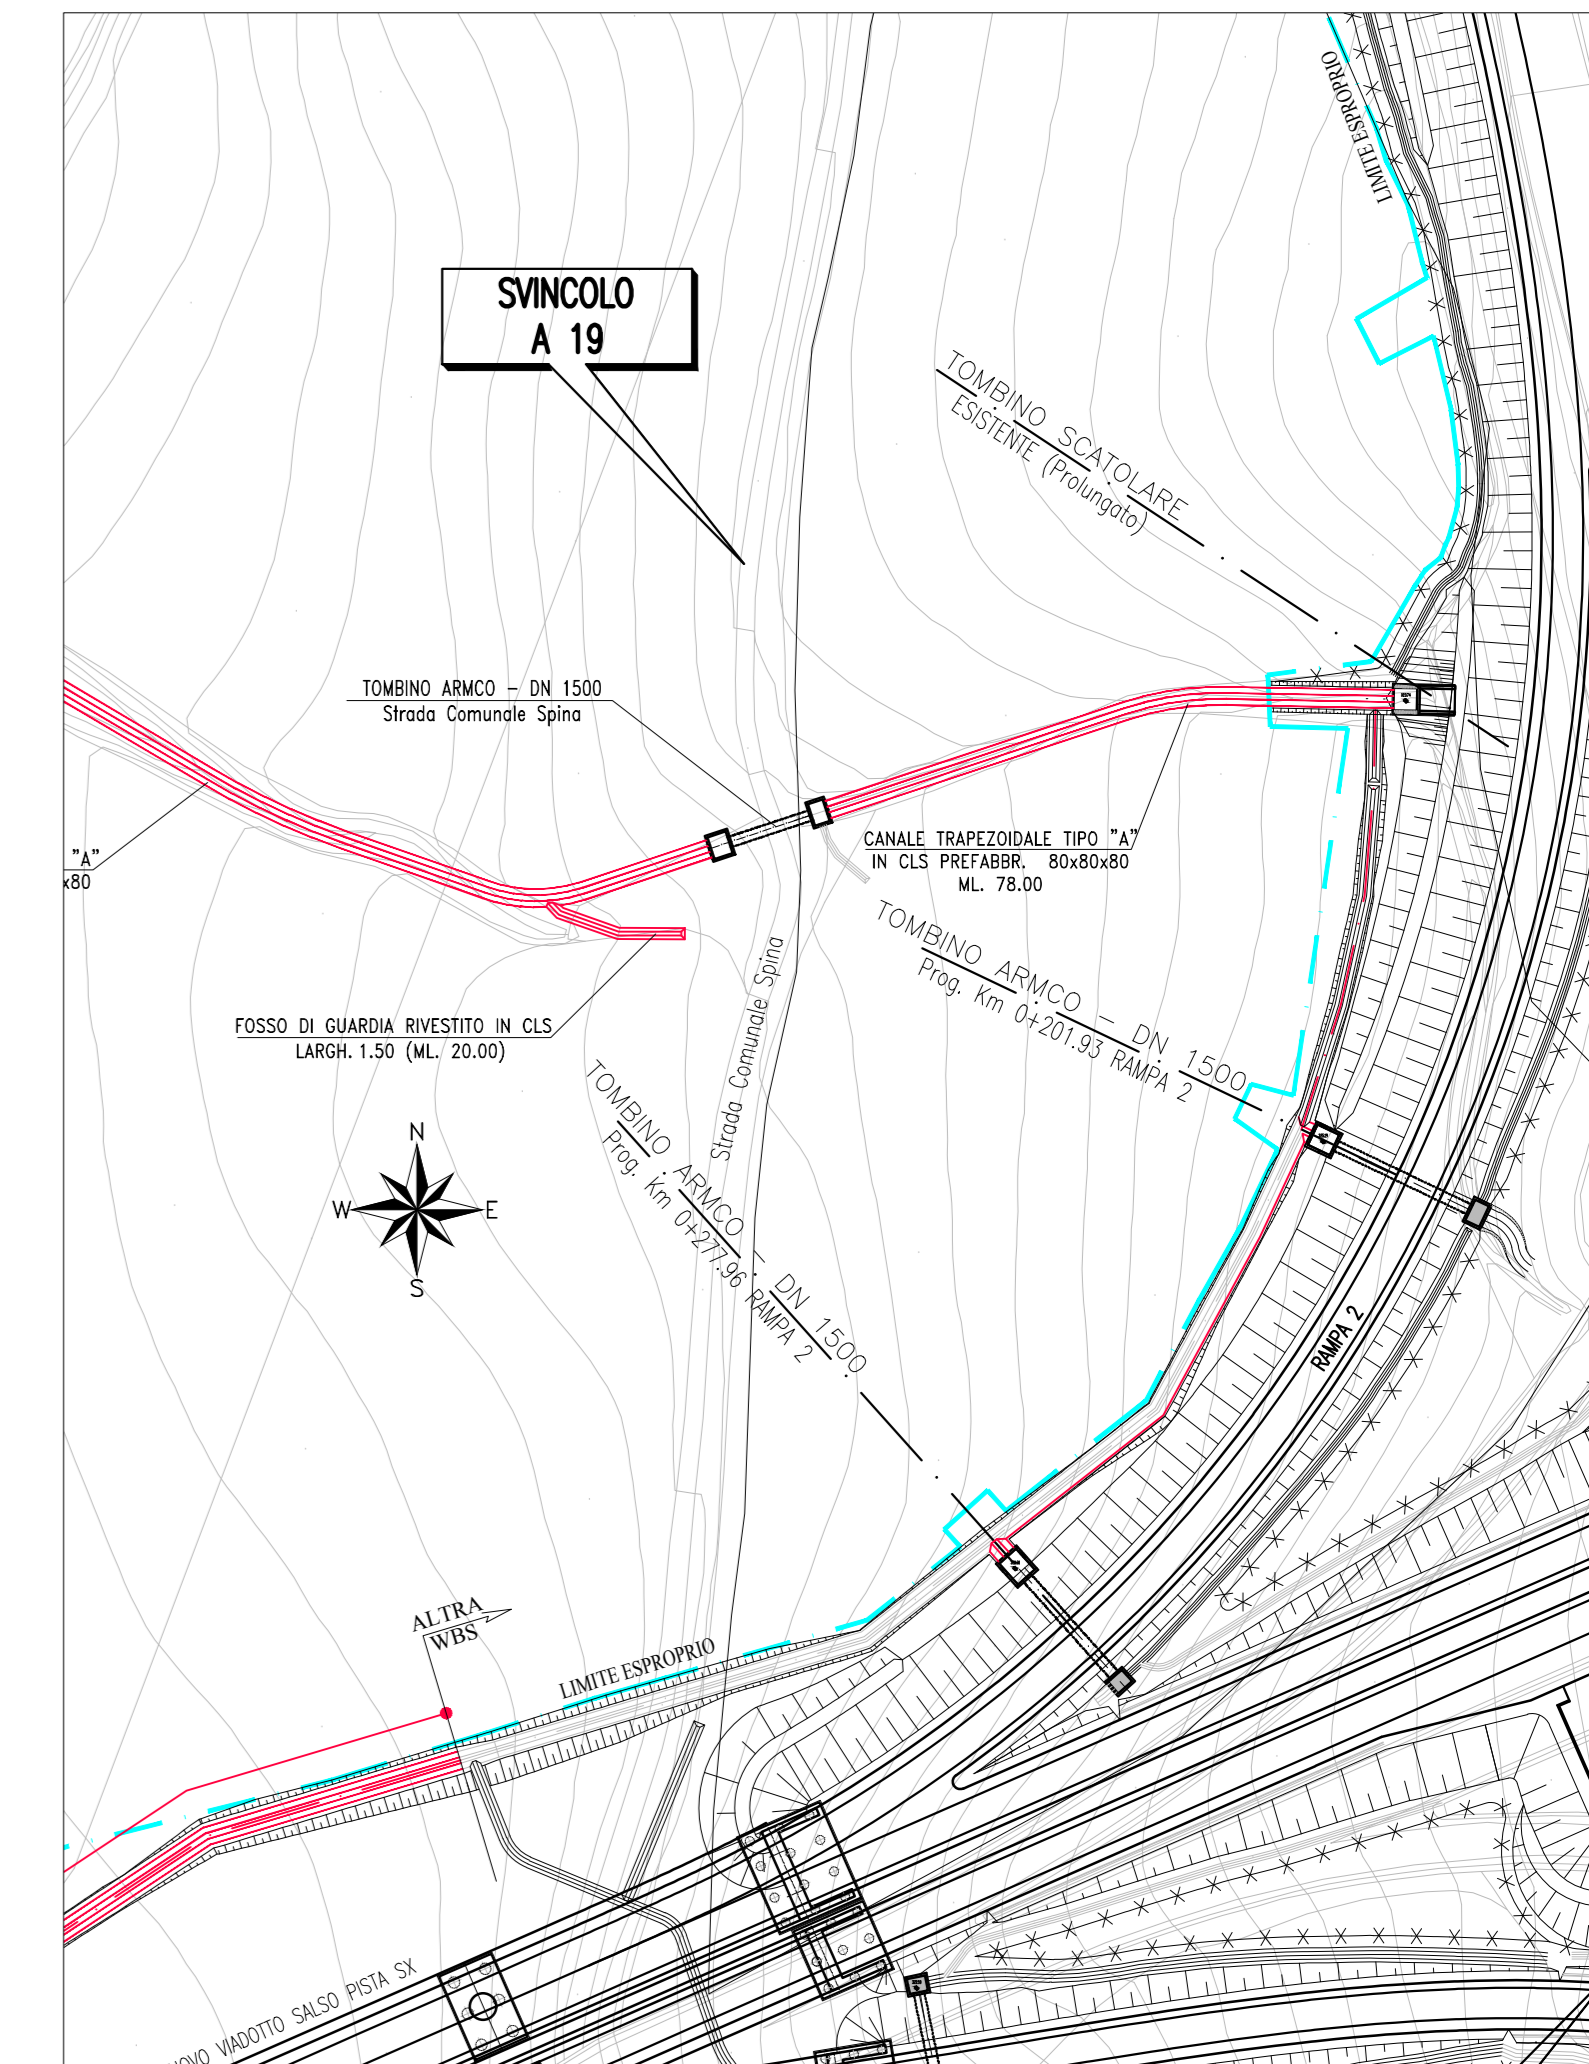 LIMITE ESPROPRIO
SVINCOLO
A 19
TOMBINO SCATOLARE
ESISTENTE (Prolungato)
TOMBINO ARMCO - DN 1500
Strada Comunale Spina
"A"
x80
CANALE TRAPEZOIDALE TIPO "A"
IN CLS PREFABBR. 80x80x80
ML. 78.00
TOMBINO ARMCO - DN 1500
Prog. Km 0+201.93 RAMPA 2
Strada Comunale Spina
FOSSO DI GUARDIA RIVESTITO IN CLS
LARGH. 1.50 (ML. 20.00)
TOMBINO ARMCO - DN 1500
Prog. Km 0+277.96 RAMPA 2
N
W
E
S
RAMPA 2
ALTRA
WBS
LIMITE ESPROPRIO
VIADOTTO SALSO PISTA SX